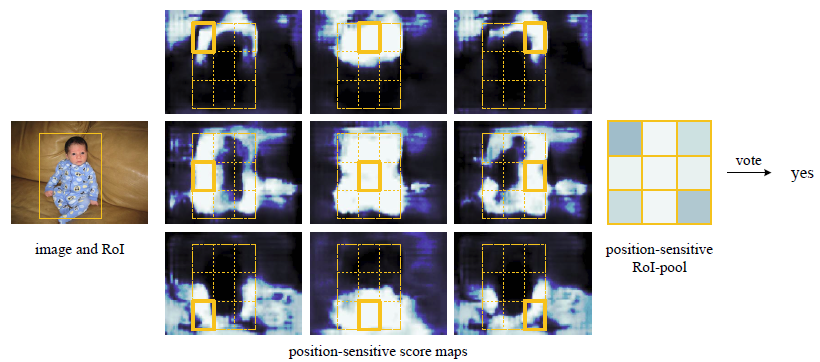 vote
yes
image and RoI
position-sensitive
RoI-pool
position-sensitive score maps